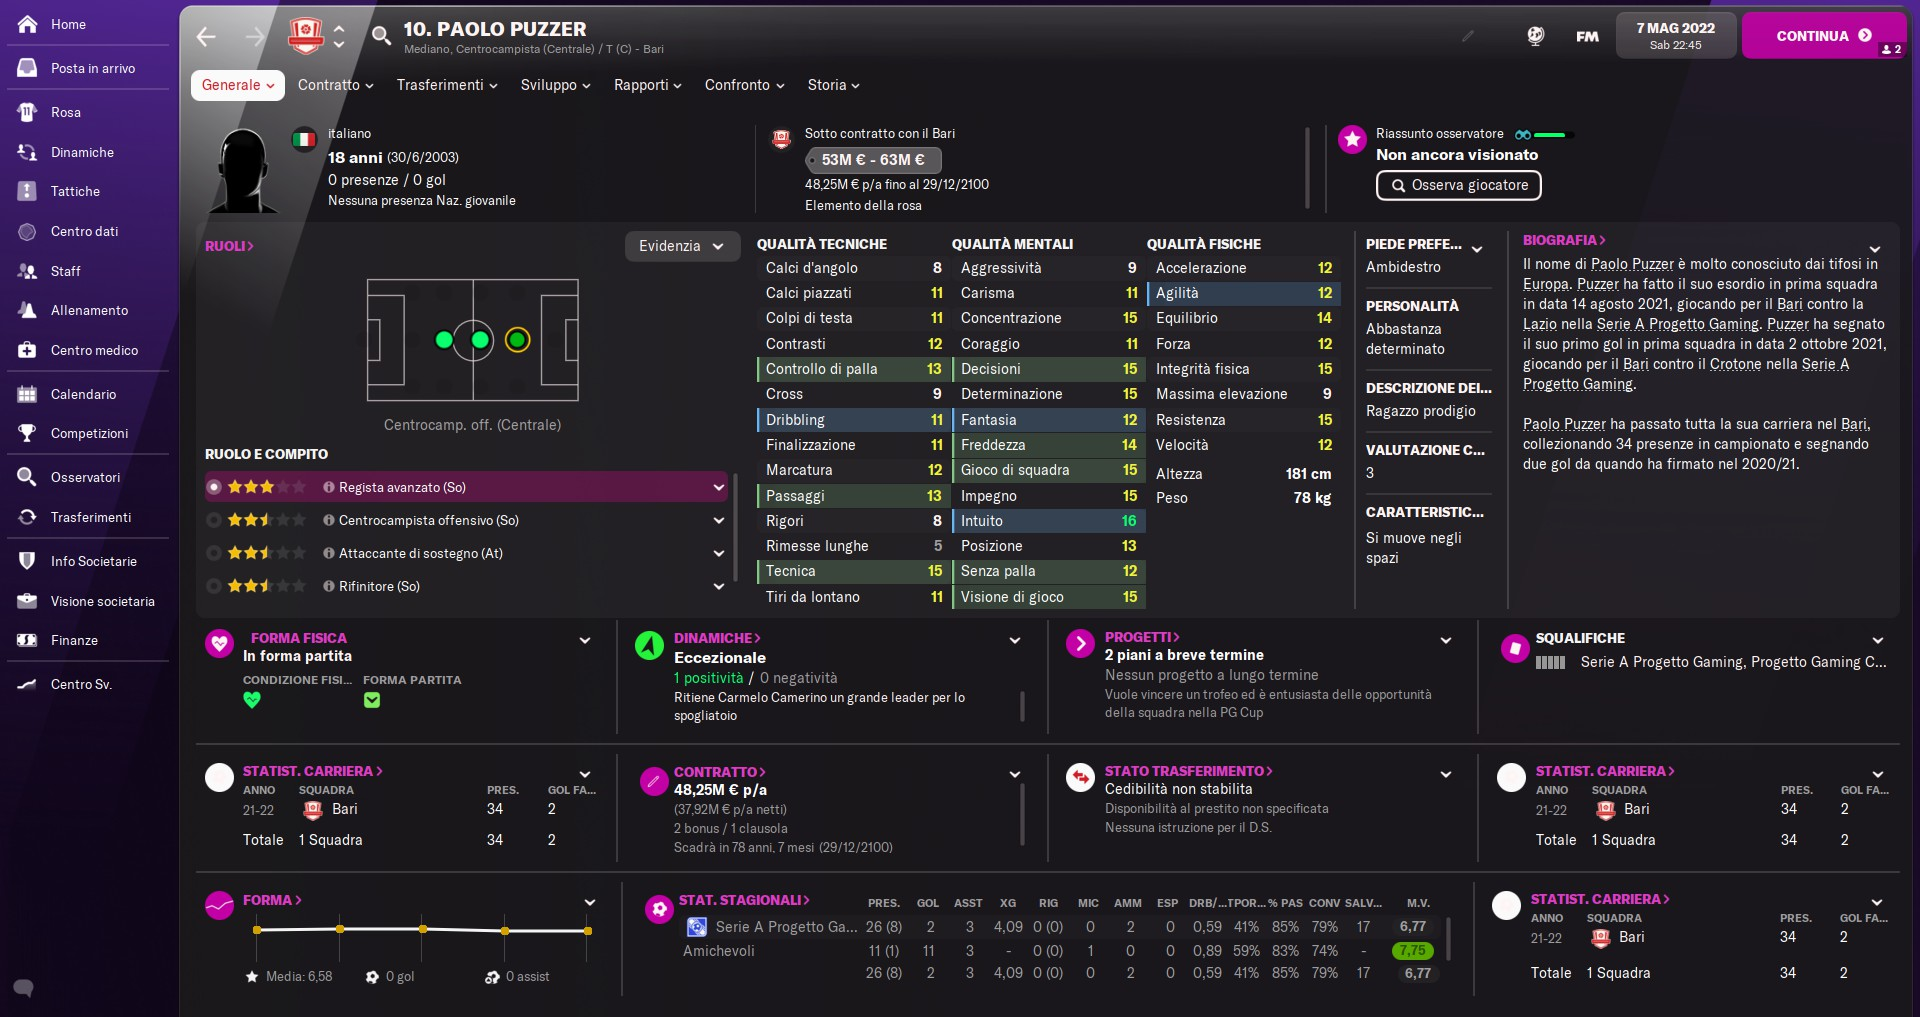 Home
Posta in arrivo
Rosa
Dinamiche
Tattiche
Centro dati
Staff
Allenamento
Centro medico
Calendario
Competizioni
Osservatori
Trasferimenti
Info Societarie
Visione societaria
Finanze
Centro Sv.
10. PAOLO PUZZER
Mediano, Centrocampista (Centrale) / T (C) - Bari
FM
7 MAG 2022
Sab 22:45
CONTINUA
2
Generale
Contratto
Trasferimenti
Sviluppo
Rapporti
Confronto
Storia
italiano
18 anni (30/6/2003)
0 presenze / 0 gol
Nessuna presenza Naz. giovanile
Sotto contratto con il Bari
53M € - 63M €
48,25M € p/a fino al 29/12/2100
Elemento della rosa
Riassunto osservatore
Non ancora visionato
Osserva giocatore
RUOLI
Evidenzia
Centrocamp. off. (Centrale)
RUOLO E COMPITO
Regista avanzato (So)
Centrocampista offensivo (So)
Attaccante di sostegno (At)
Rifinitore (So)
QUALITÀ TECNICHE
Calci d'angolo 8
Calci piazzati 11
Colpi di testa 11
Contrasti 12
Controllo di palla 13
Cross 9
Dribbling 11
Finalizzazione 11
Marcatura 12
Passaggi 13
Rigori 8
Rimesse lunghe 5
Tecnica 15
Tiri da lontano 11
QUALITÀ MENTALI
Aggressività 9
Carisma 11
Concentrazione 15
Coraggio 11
Decisioni 15
Determinazione 15
Fantasia 12
Freddezza 14
Gioco di squadra 15
Impegno 15
Intuito 16
Posizione 13
Senza palla 12
Visione di gioco 15
QUALITÀ FISICHE
Accelerazione 12
Agilità 12
Equilibrio 14
Forza 12
Integrità fisica 15
Massima elevazione 9
Resistenza 15
Velocità 12
Altezza 181 cm
Peso 78 kg
PIEDE PREFE...
Ambidestro
PERSONALITÀ
Abbastanza
determinato
DESCRIZIONE DEI...
Ragazzo prodigio
VALUTAZIONE C...
3
CARATTERISTIC...
Si muove negli
spazi
BIOGRAFIA
Il nome di Paolo Puzzer è molto conosciuto dai tifosi in
Europa. Puzzer ha fatto il suo esordio in prima squadra
in data 14 agosto 2021, giocando per il Bari contro la
Lazio nella Serie A Progetto Gaming. Puzzer ha segnato
il suo primo gol in prima squadra in data 2 ottobre 2021,
giocando per il Bari contro il Crotone nella Serie A
Progetto Gaming.
Paolo Puzzer ha passato tutta la sua carriera nel Bari,
collezionando 34 presenze in campionato e segnando
due gol da quando ha firmato nel 2020/21.
FORMA FISICA
In forma partita
CONDIZIONE FISI... FORMA PARTITA
DINAMICHE
Eccezionale
1 positività / 0 negatività
Ritiene Carmelo Camerino un grande leader per lo
spogliatoio
PROGETTI
2 piani a breve termine
Nessun progetto a lungo termine
Vuole vincere un trofeo ed è entusiasta delle opportunità
della squadra nella PG Cup
SQUALIFICHE
Serie A Progetto Gaming, Progetto Gaming C...
STATIST. CARRIERA
ANNO SQUADRA PRES. GOL FA...
21-22 Bari 34 2
Totale 1 Squadra 34 2
CONTRATTO
48,25M € p/a
(37,92M € p/a netti)
2 bonus / 1 clausola
Scadrà in 78 anni, 7 mesi (29/12/2100)
STATO TRASFERIMENTO
Cedibilità non stabilita
Disponibilità al prestito non specificata
Nessuna istruzione per il D.S.
STATIST. CARRIERA
ANNO SQUADRA PRES. GOL FA...
21-22 Bari 34 2
Totale 1 Squadra 34 2
FORMA
Media: 6,58 0 gol 0 assist
STAT. STAGIONALI PRES. GOL ASST XG RIG MIC AMM ESP DRB/... TPOR... % PAS CONV SALV... M.V.
Serie A Progetto Ga... 26 (8) 2 3 4,09 0 (0) 0 2 0 0,59 41% 85% 79% 17 6,77
Amichevoli 11 (1) 11 3 - 0 (0) 1 0 0 0,89 59% 83% 74% - 7,75
26 (8) 2 3 4,09 0 (0) 0 2 0 0,59 41% 85% 79% 17 6,77
STATIST. CARRIERA
ANNO SQUADRA PRES. GOL FA...
21-22 Bari 34 2
Totale 1 Squadra 34 2